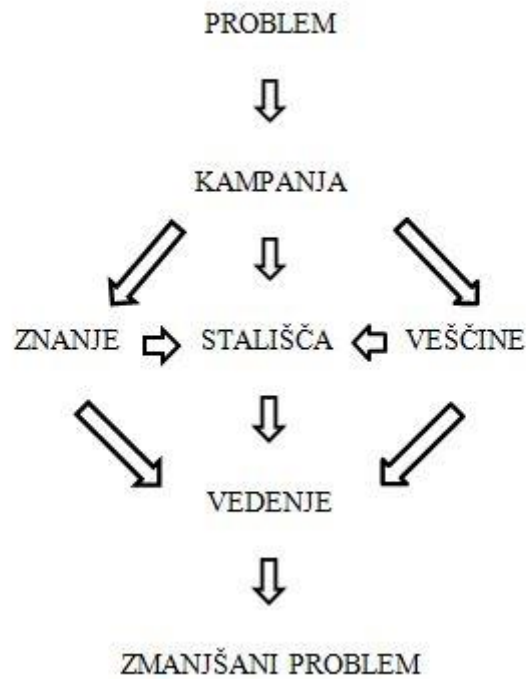 PROBLEM
KAMPANJA
ZNANJE STALIŠČA VEŠČINE
VEDENJE
ZMANJŠANI PROBLEM